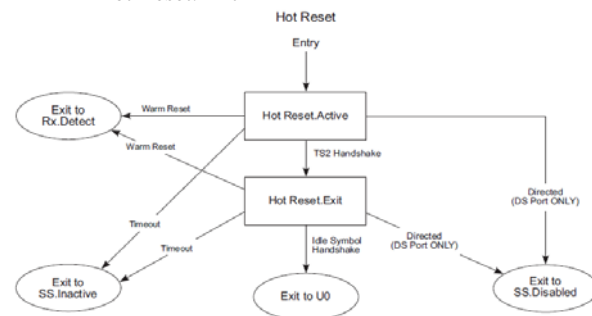 Hot Reset
Entry
Exit to
Rx.Detect
Warm Reset
Hot Reset.Active
Warm Reset
TS2 Handshake
Hot Reset.Exit
Directed
(DS Port ONLY)
Timeout
Timeout
Idle Symbol
Handshake
Directed
(DS Port ONLY)
Exit to
SS.Inactive
Exit to U0
Exit to
SS.Disabled